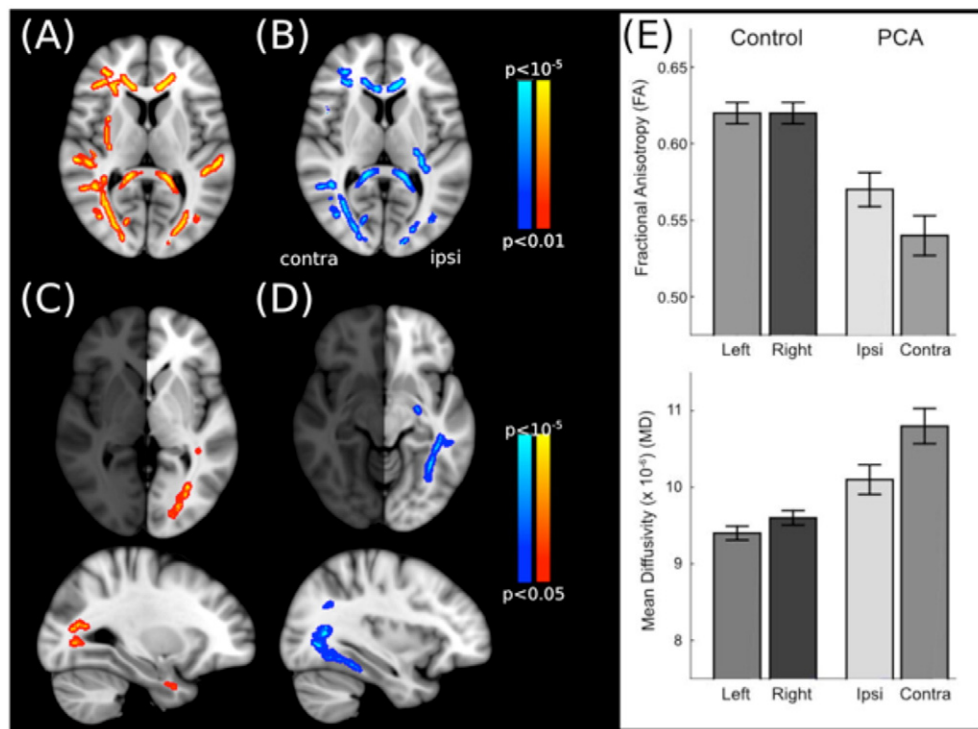 (A)
(B)
p<10⁻⁵
p<0.01
contra
ipsi
(C)
(D)
p<10⁻⁵
p<0.05
(E)
Control
PCA
Fractional Anisotropy (FA)
0.65
0.60
0.55
0.50
Left
Right
Ipsi
Contra
Mean Diffusivity (x 10⁻⁶) (MD)
11
10
9
8
Left
Right
Ipsi
Contra